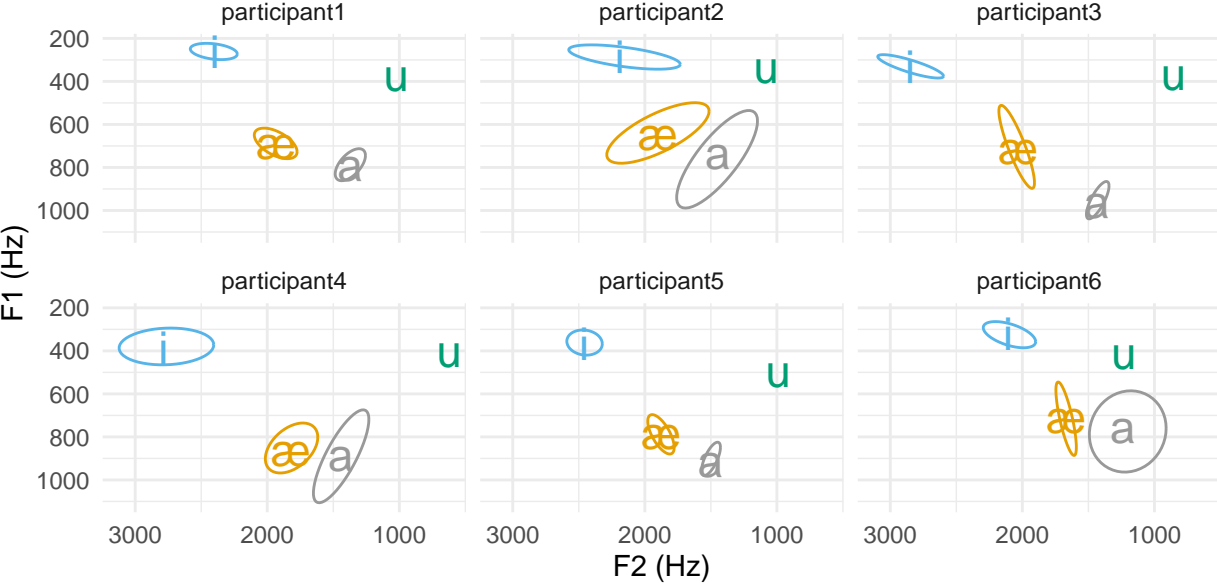 participant1 participant2 participant3
200
400
600
800
1000
i u æ a
i u æ a
i u æ a
participant4 participant5 participant6
200
400
600
800
1000
i u æ a
i u æ a
i u æ a
3000 2000 1000 3000 2000 1000 3000 2000 1000
F2 (Hz)
F1 (Hz)